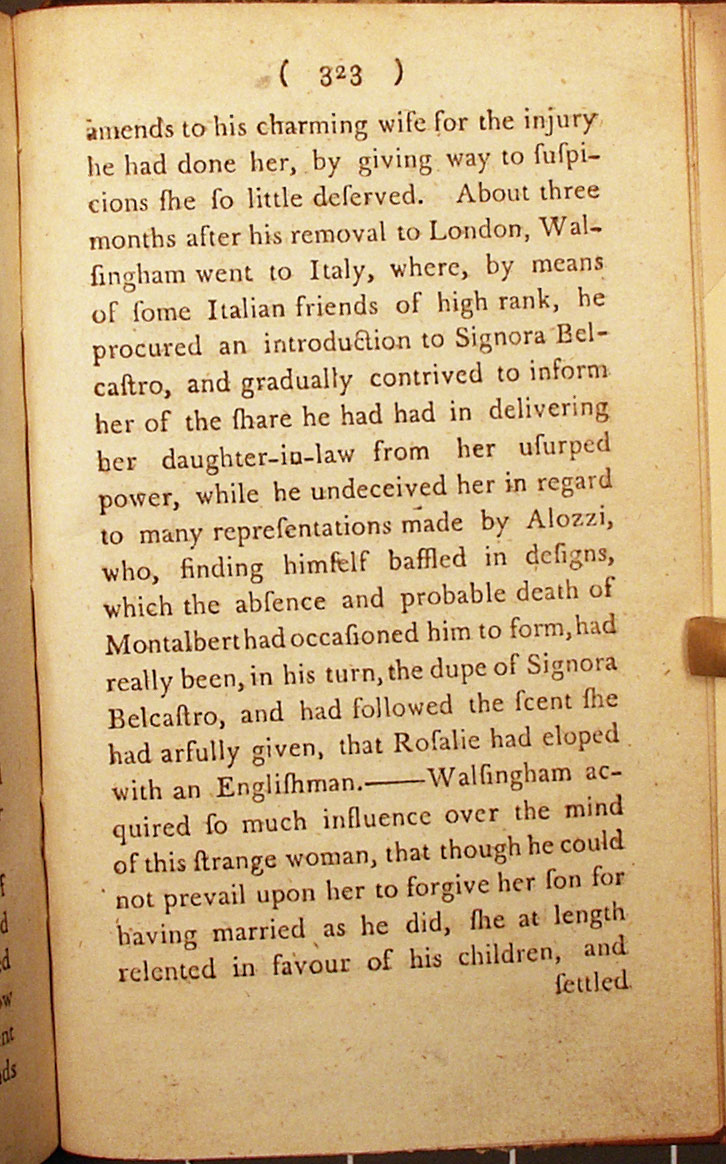 ( 323 )
amends to his charming wife for the injury
he had done her, by giving way to ſuſpi-
cions ſhe ſo little deſerved. About three
months after his removal to London, Wal-
ſingham went to Italy, where, by means
of ſome Italian friends of high rank, he
procured an introduction to Signora Bel-
caſtro, and gradually contrived to inform
her of the ſhare he had had in delivering
her daughter-in-law from her uſurped
power, while he undeceived her in regard
to many repreſentations made by Alozzi,
who, finding himſelf baffled in deſigns,
which the abſence and probable death of
Montalbert had occaſioned him to form, had
really been, in his turn, the dupe of Signora
Belcaſtro, and had followed the ſcent ſhe
had arfully given, that Roſalie had eloped
with an Engliſhman.——Walſingham ac-
quired ſo much influence over the mind
of this ſtrange woman, that though he could
not prevail upon her to forgive her ſon for
having married as he did, ſhe at length
relented in favour of his children, and
ſettled
f
d
ed
ow
nt
ds